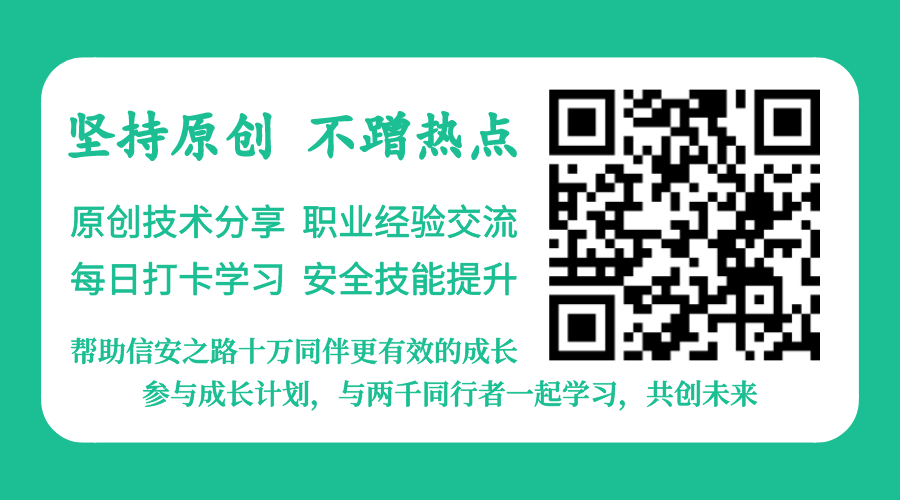 坚持原创 不蹭热点
原创技术分享 职业经验交流
每日打卡学习 安全技能提升
帮助信安之路十万同伴更有效的成长
参与成长计划，与两千同行者一起学习，共创未来